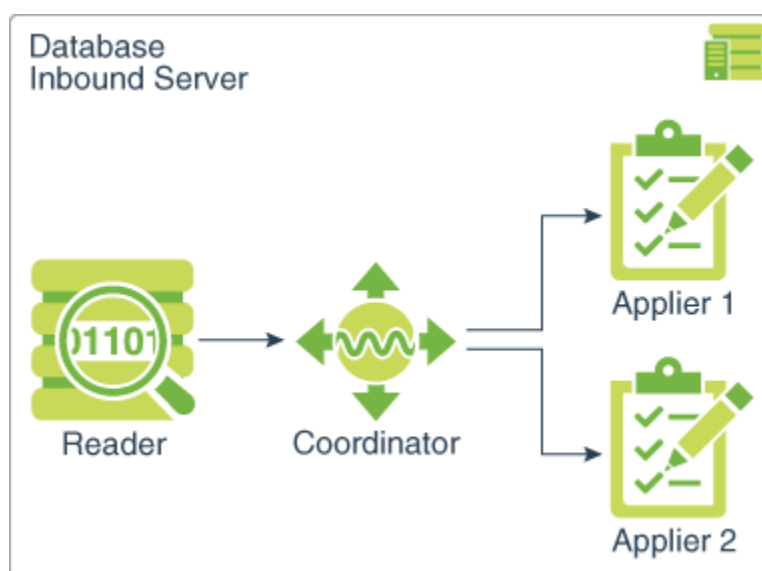 Database
Inbound Server
01101
Reader
Coordinator
Applier 1
Applier 2